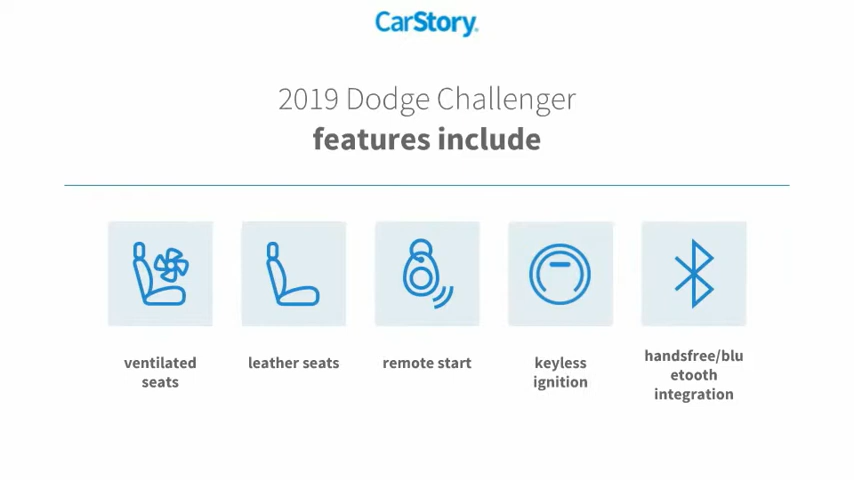 CarStory
2019 Dodge Challenger
features include
ventilated
seats
leather seats
remote start
keyless
ignition
handsfree/blu
etooth
integration